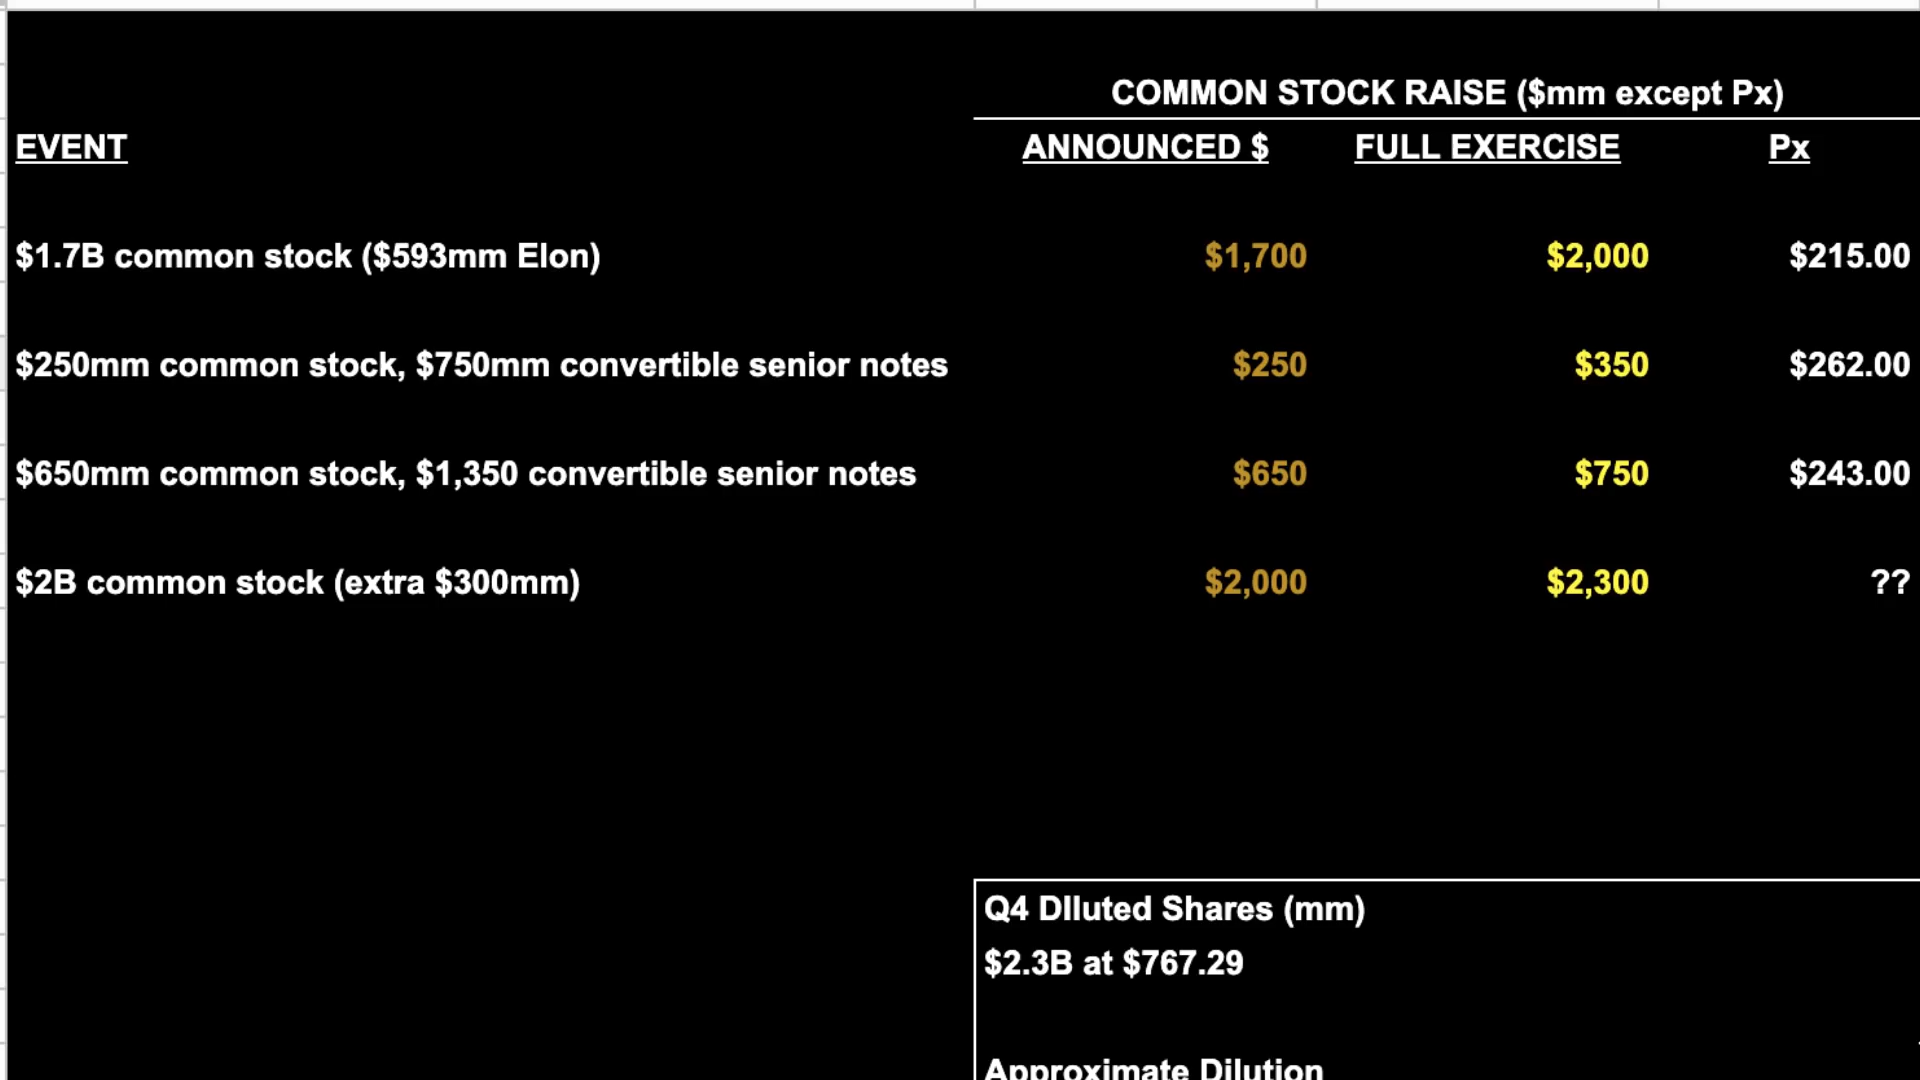 COMMON STOCK RAISE ($mm except Px)
EVENT ANNOUNCED $ FULL EXERCISE Px
$1.7B common stock ($593mm Elon) $1,700 $2,000 $215.00
$250mm common stock, $750mm convertible senior notes $250 $350 $262.00
$650mm common stock, $1,350 convertible senior notes $650 $750 $243.00
$2B common stock (extra $300mm) $2,000 $2,300 ??
Q4 DIluted Shares (mm)
$2.3B at $767.29
Approximate Dilution